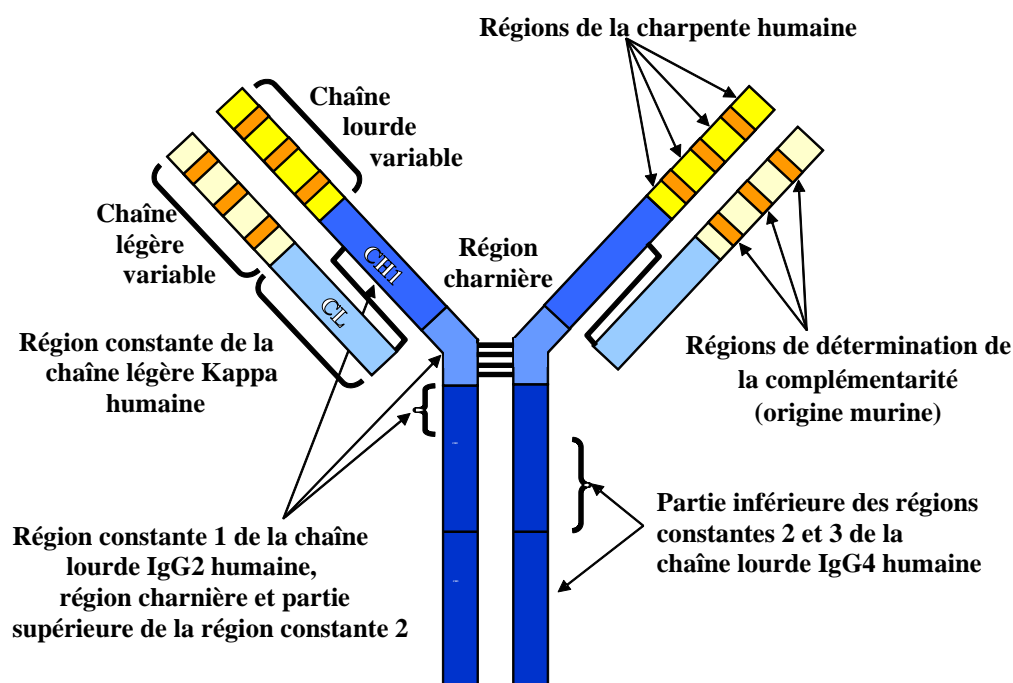 Régions de la charpente humaine
Chaîne
lourde
variable
Chaîne
légère
variable
Région
charnière
CH1
CL
Région constante de la
chaîne légère Kappa
humaine
Régions de détermination de
la complémentarité
(origine murine)
Région constante 1 de la chaîne
lourde IgG2 humaine,
région charnière et partie
supérieure de la région constante 2
Partie inférieure des régions
constantes 2 et 3 de la
chaîne lourde IgG4 humaine